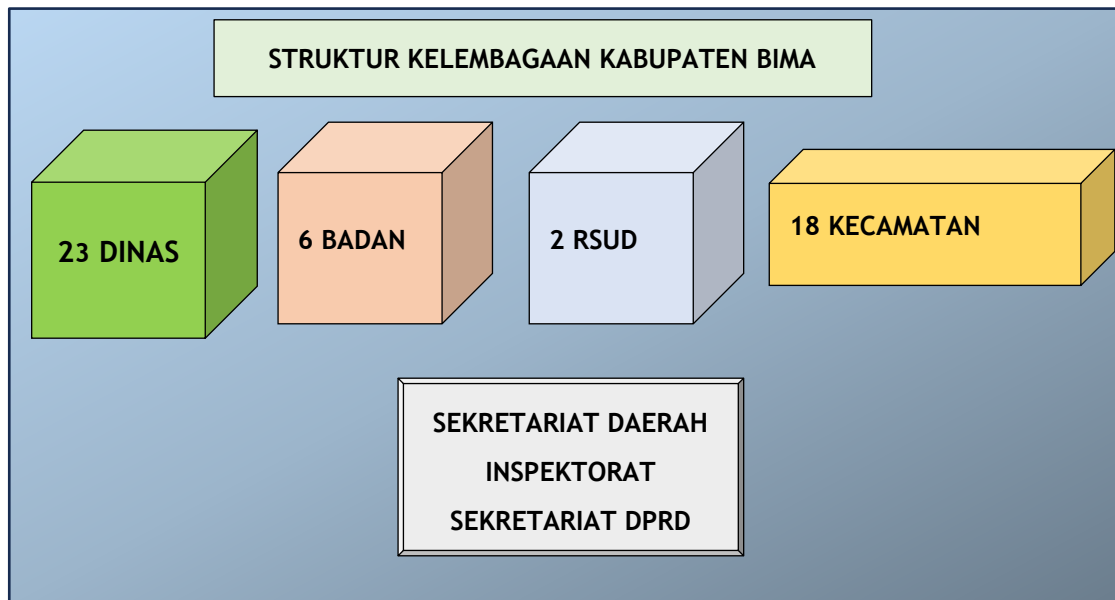 STRUKTUR KELEMBAGAAN KABUPATEN BIMA
23 DINAS
6 BADAN
2 RSUD
18 KECAMATAN
SEKRETARIAT DAERAH
INSPEKTORAT
SEKRETARIAT DPRD